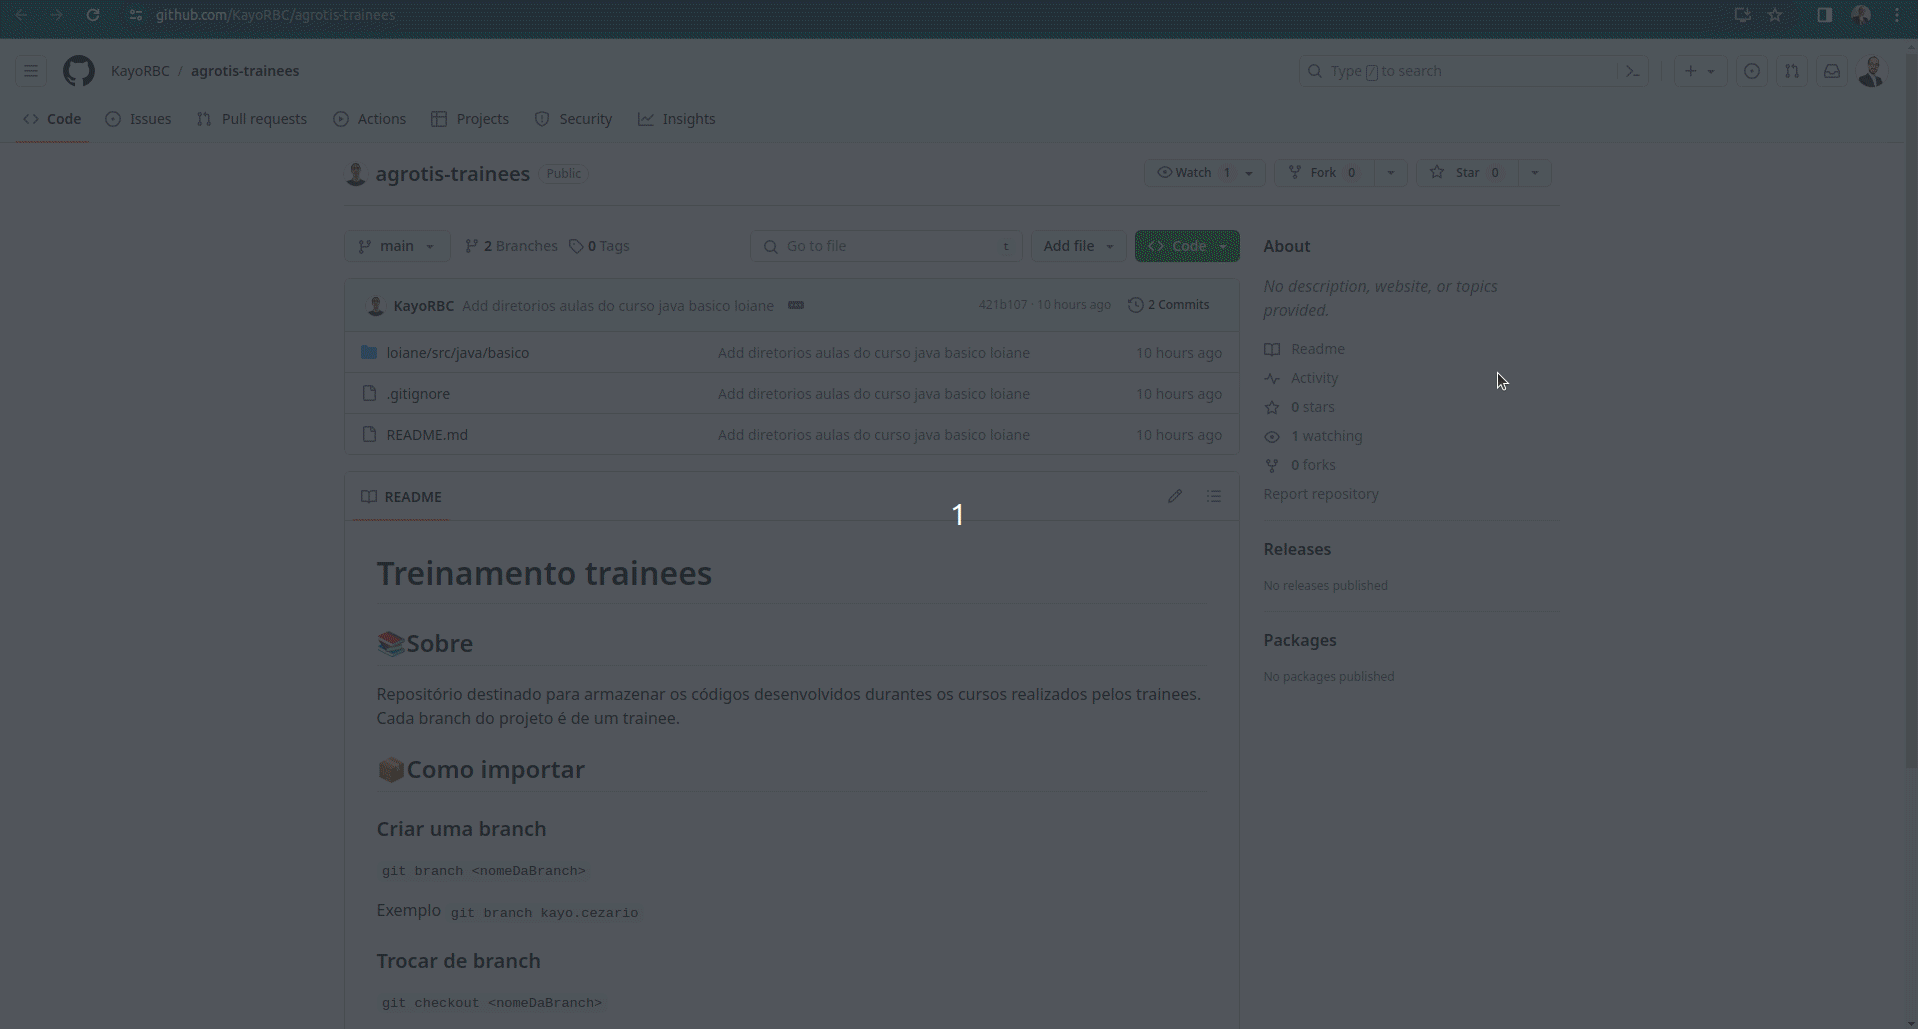 github.com/KayoRBC/agrotis-trainees
KayoRBC / agrotis-trainees
Type / to search
Code Issues Pull requests Actions Projects Security Insights
agrotis-trainees Public
Watch 1 Fork 0 Star 0
main 2 Branches 0 Tags
Go to file t
Add file
Code
KayoRBC Add diretorios aulas do curso java basico loiane
421b107 · 10 hours ago 2 Commits
loiane/src/java/basico Add diretorios aulas do curso java basico loiane 10 hours ago
.gitignore Add diretorios aulas do curso java basico loiane 10 hours ago
README.md Add diretorios aulas do curso java basico loiane 10 hours ago
README
1
Treinamento trainees
Sobre
Repositório destinado para armazenar os códigos desenvolvidos durantes os cursos realizados pelos trainees.
Cada branch do projeto é de um trainee.
Como importar
Criar uma branch
git branch <nomeDaBranch>
Exemplo git branch kayo.cezario
Trocar de branch
git checkout <nomeDaBranch>
About
No description, website, or topics
provided.
Readme
Activity
0 stars
1 watching
0 forks
Report repository
Releases
No releases published
Packages
No packages published